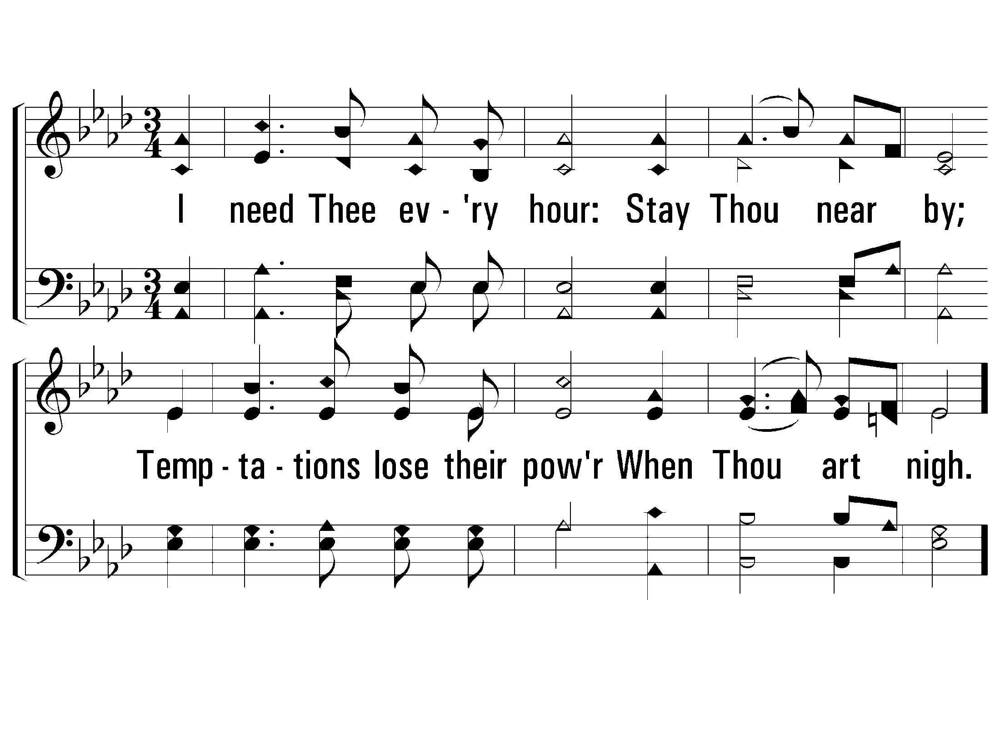 I need Thee ev - 'ry hour: Stay Thou near by;
Temp - ta - tions lose their pow'r When Thou art nigh.